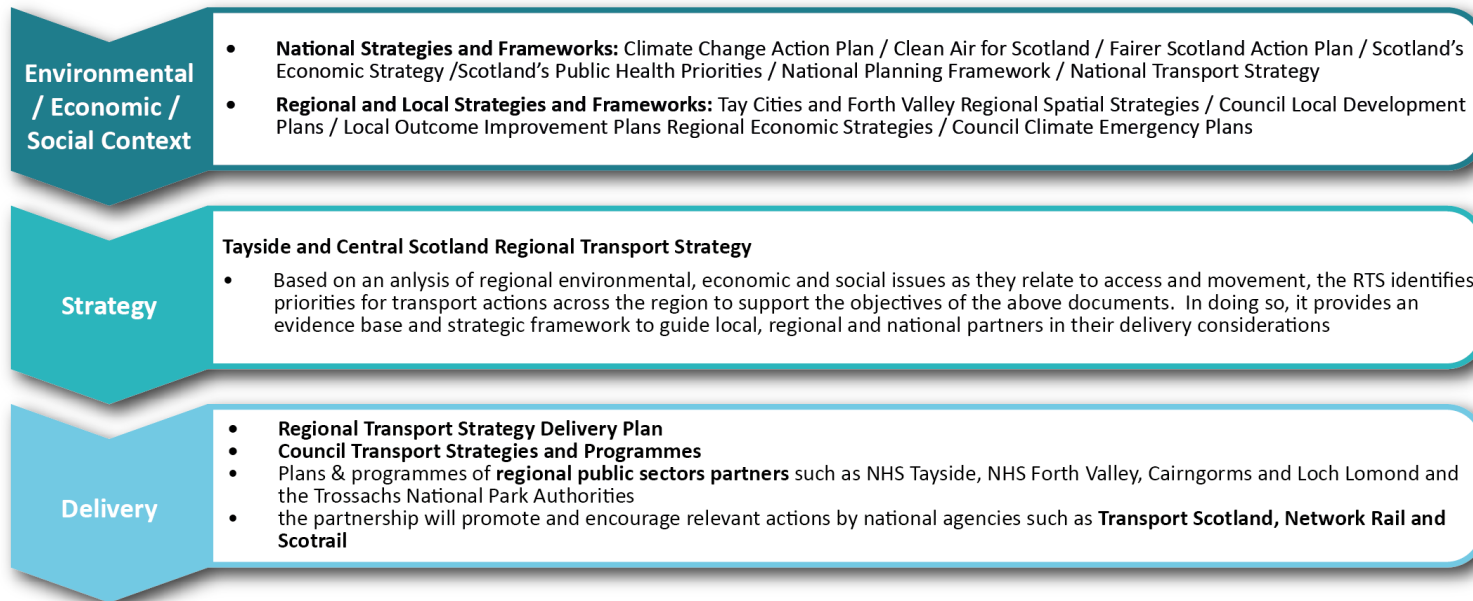 Environmental
/ Economic /
Social Context
• National Strategies and Frameworks: Climate Change Action Plan / Clean Air for Scotland / Fairer Scotland Action Plan / Scotland's
Economic Strategy /Scotland's Public Health Priorities / National Planning Framework / National Transport Strategy
• Regional and Local Strategies and Frameworks: Tay Cities and Forth Valley Regional Spatial Strategies / Council Local Development
Plans / Local Outcome Improvement Plans Regional Economic Strategies / Council Climate Emergency Plans
Strategy
Tayside and Central Scotland Regional Transport Strategy
• Based on an anlysis of regional environmental, economic and social issues as they relate to access and movement, the RTS identifies
priorities for transport actions across the region to support the objectives of the above documents. In doing so, it provides an
evidence base and strategic framework to guide local, regional and national partners in their delivery considerations
Delivery
• Regional Transport Strategy Delivery Plan
• Council Transport Strategies and Programmes
• Plans & programmes of regional public sectors partners such as NHS Tayside, NHS Forth Valley, Cairngorms and Loch Lomond and
the Trossachs National Park Authorities
• the partnership will promote and encourage relevant actions by national agencies such as Transport Scotland, Network Rail and
Scotrail